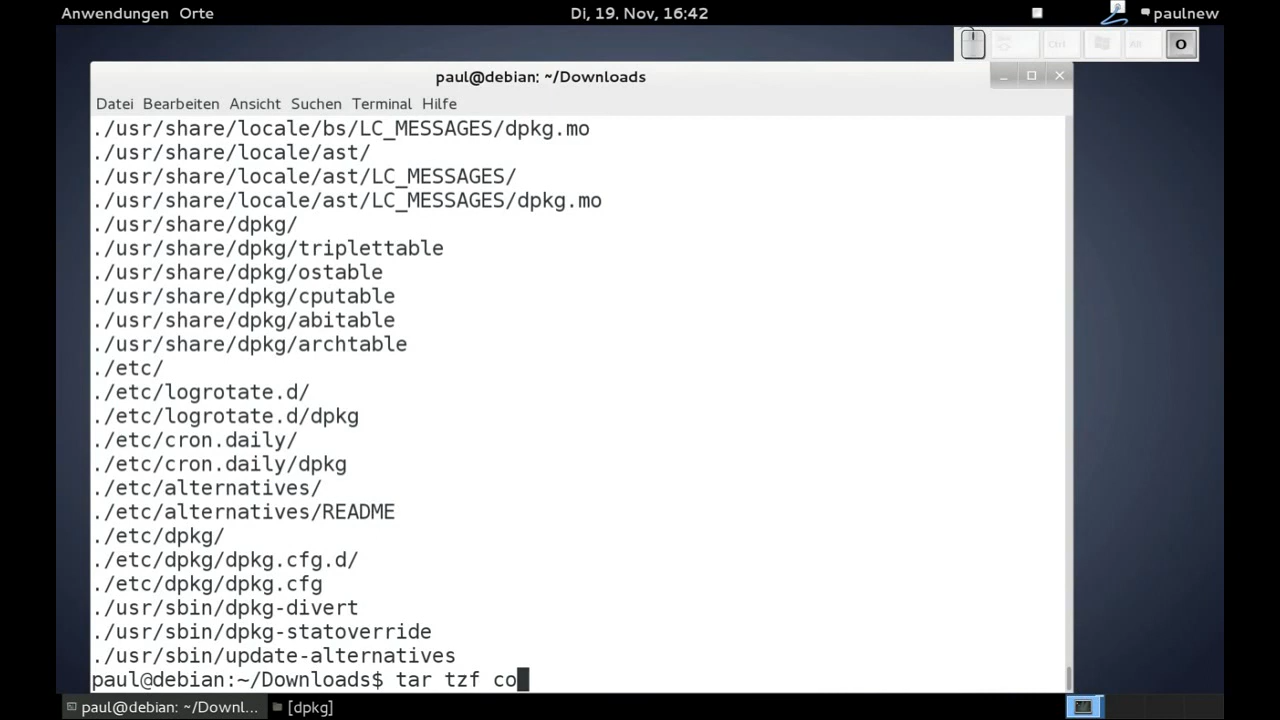 Anwendungen Orte
Di, 19. Nov, 16:42
paulnew
Ctrl
Alt
O
paul@debian: ~/Downloads
Datei Bearbeiten Ansicht Suchen Terminal Hilfe
./usr/share/locale/bs/LC_MESSAGES/dpkg.mo
./usr/share/locale/ast/
./usr/share/locale/ast/LC_MESSAGES/
./usr/share/locale/ast/LC_MESSAGES/dpkg.mo
./usr/share/dpkg/
./usr/share/dpkg/triplettable
./usr/share/dpkg/ostable
./usr/share/dpkg/cputable
./usr/share/dpkg/abitable
./usr/share/dpkg/archtable
./etc/
./etc/logrotate.d/
./etc/logrotate.d/dpkg
./etc/cron.daily/
./etc/cron.daily/dpkg
./etc/alternatives/
./etc/alternatives/README
./etc/dpkg/
./etc/dpkg/dpkg.cfg.d/
./etc/dpkg/dpkg.cfg
./usr/sbin/dpkg-divert
./usr/sbin/dpkg-statoverride
./usr/sbin/update-alternatives
paul@debian:~/Downloads$ tar tzf co
paul@debian: ~/Downl...
[dpkg]